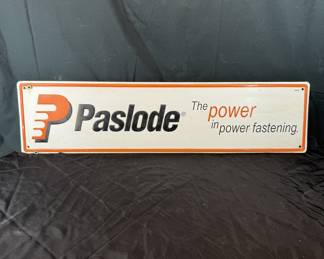 Paslode®
The power
in power fastening.